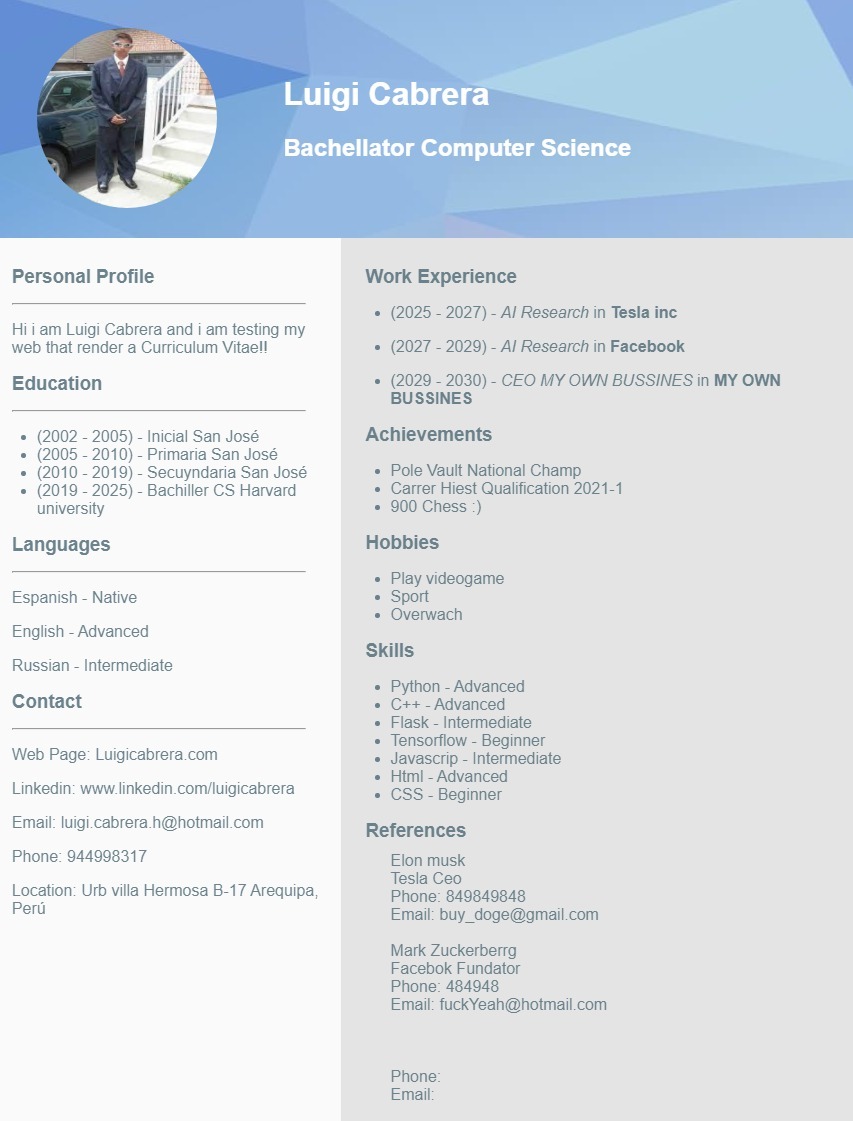 Luigi Cabrera
Bachellator Computer Science
Personal Profile
Hi i am Luigi Cabrera and i am testing my
web that render a Curriculum Vitae!!
Education
(2002 - 2005) - Inicial San José
(2005 - 2010) - Primaria San José
(2010 - 2019) - Secuyndaria San José
(2019 - 2025) - Bachiller CS Harvard
university
Languages
Espanish - Native
English - Advanced
Russian - Intermediate
Contact
Web Page: Luigicabrera.com
Linkedin: www.linkedin.com/luigicabrera
Email: luigi.cabrera.h@hotmail.com
Phone: 944998317
Location: Urb villa Hermosa B-17 Arequipa,
Perú
Work Experience
(2025 - 2027) - AI Research in Tesla inc
(2027 - 2029) - AI Research in Facebook
(2029 - 2030) - CEO MY OWN BUSSINES in MY OWN
BUSSINES
Achievements
Pole Vault National Champ
Carrer Hiest Qualification 2021-1
900 Chess :)
Hobbies
Play videogame
Sport
Overwach
Skills
Python - Advanced
C++ - Advanced
Flask - Intermediate
Tensorflow - Beginner
Javascrip - Intermediate
Html - Advanced
CSS - Beginner
References
Elon musk
Tesla Ceo
Phone: 849849848
Email: buy_doge@gmail.com
Mark Zuckerberrg
Facebok Fundator
Phone: 484948
Email: fuckYeah@hotmail.com
Phone:
Email: